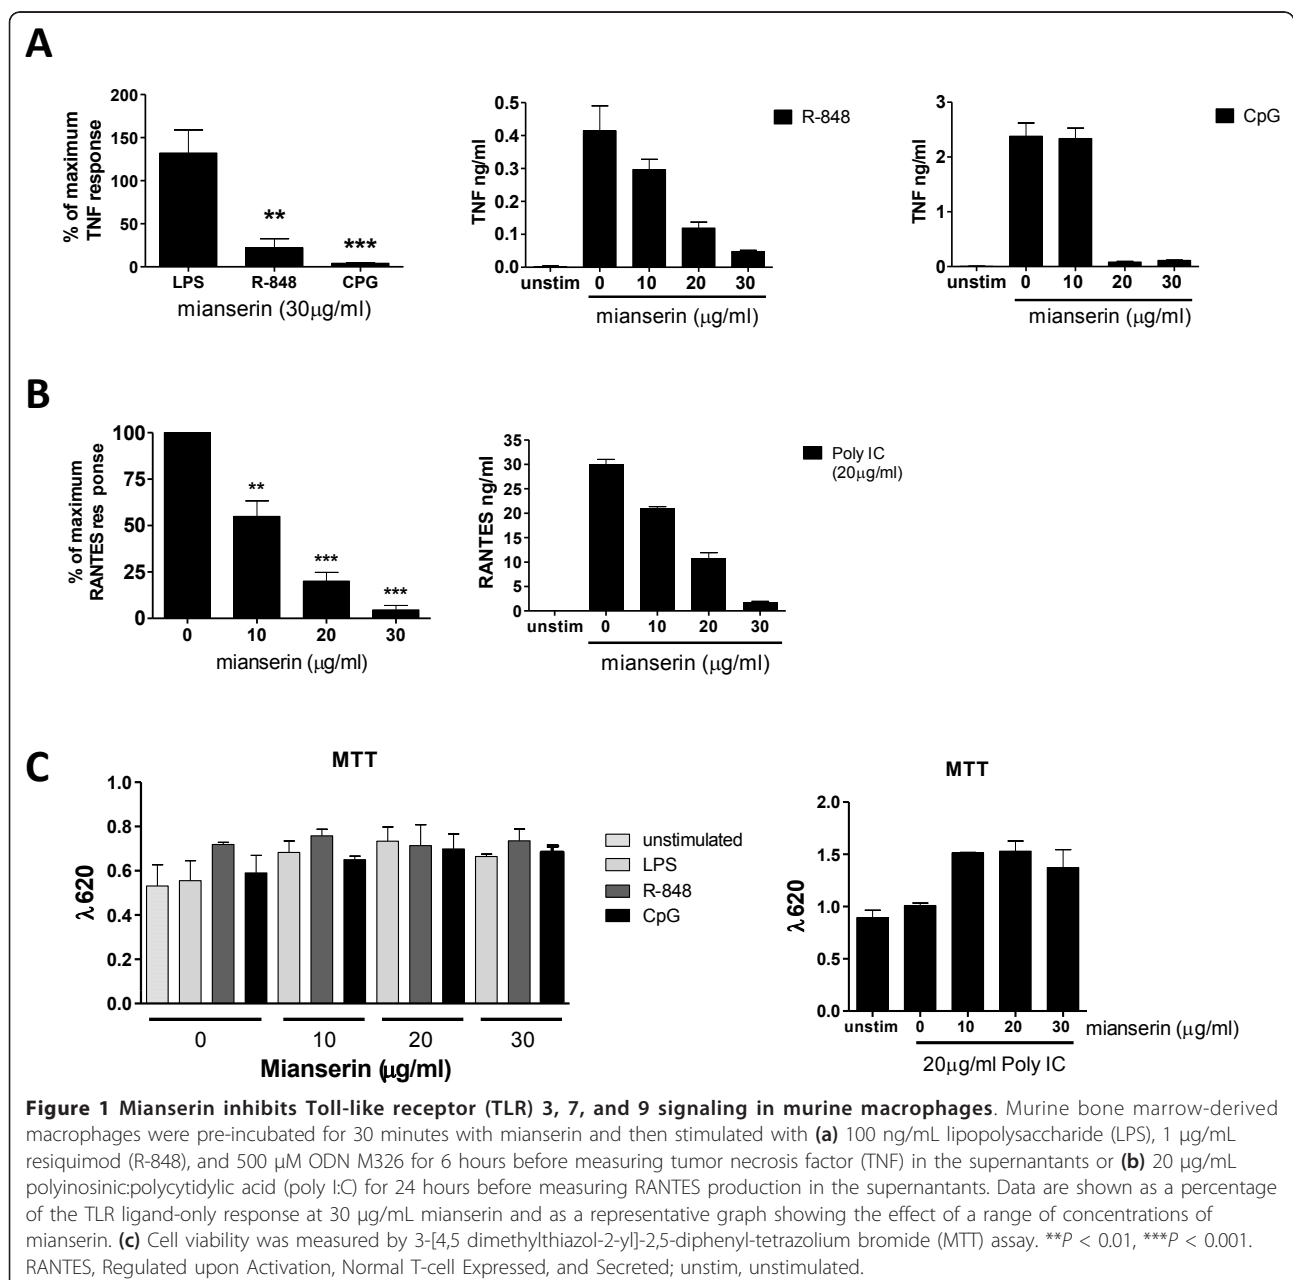 A
200
150
100
50
0
% of maximum
TNF response
**
***
LPS R-848 CPG
mianserin (30μg/ml)
0.5
0.4
0.3
0.2
0.1
0.0
TNF ng/ml
R-848
unstim 0 10 20 30
mianserin (μg/ml)
3
2
1
0
TNF ng/ml
CpG
unstim 0 10 20 30
mianserin (μg/ml)
B
100
75
50
25
0
% of maximum
RANTES res ponse
**
***
***
0 10 20 30
mianserin (μg/ml)
35
30
25
20
15
10
5
0
RANTES ng/ml
Poly IC
(20μg/ml)
unstim 0 10 20 30
mianserin (μg/ml)
C
MTT
1.0
0.8
0.6
0.4
0.2
0.0
λ620
unstimulated
LPS
R-848
CpG
0 10 20 30
Mianserin (μg/ml)
MTT
2.0
1.5
1.0
0.5
0.0
λ620
unstim 0 10 20 30 mianserin (μg/ml)
20μg/ml Poly IC
Figure 1 Mianserin inhibits Toll-like receptor (TLR) 3, 7, and 9 signaling in murine macrophages. Murine bone marrow-derived
macrophages were pre-incubated for 30 minutes with mianserin and then stimulated with (a) 100 ng/mL lipopolysaccharide (LPS), 1 μg/mL
resiquimod (R-848), and 500 μM ODN M326 for 6 hours before measuring tumor necrosis factor (TNF) in the supernantants or (b) 20 μg/mL
polyinosinic:polycytidylic acid (poly I:C) for 24 hours before measuring RANTES production in the supernatants. Data are shown as a percentage
of the TLR ligand-only response at 30 μg/mL mianserin and as a representative graph showing the effect of a range of concentrations of
mianserin. (c) Cell viability was measured by 3-[4,5 dimethylthiazol-2-yl]-2,5-diphenyl-tetrazolium bromide (MTT) assay. **P < 0.01, ***P < 0.001.
RANTES, Regulated upon Activation, Normal T-cell Expressed, and Secreted; unstim, unstimulated.